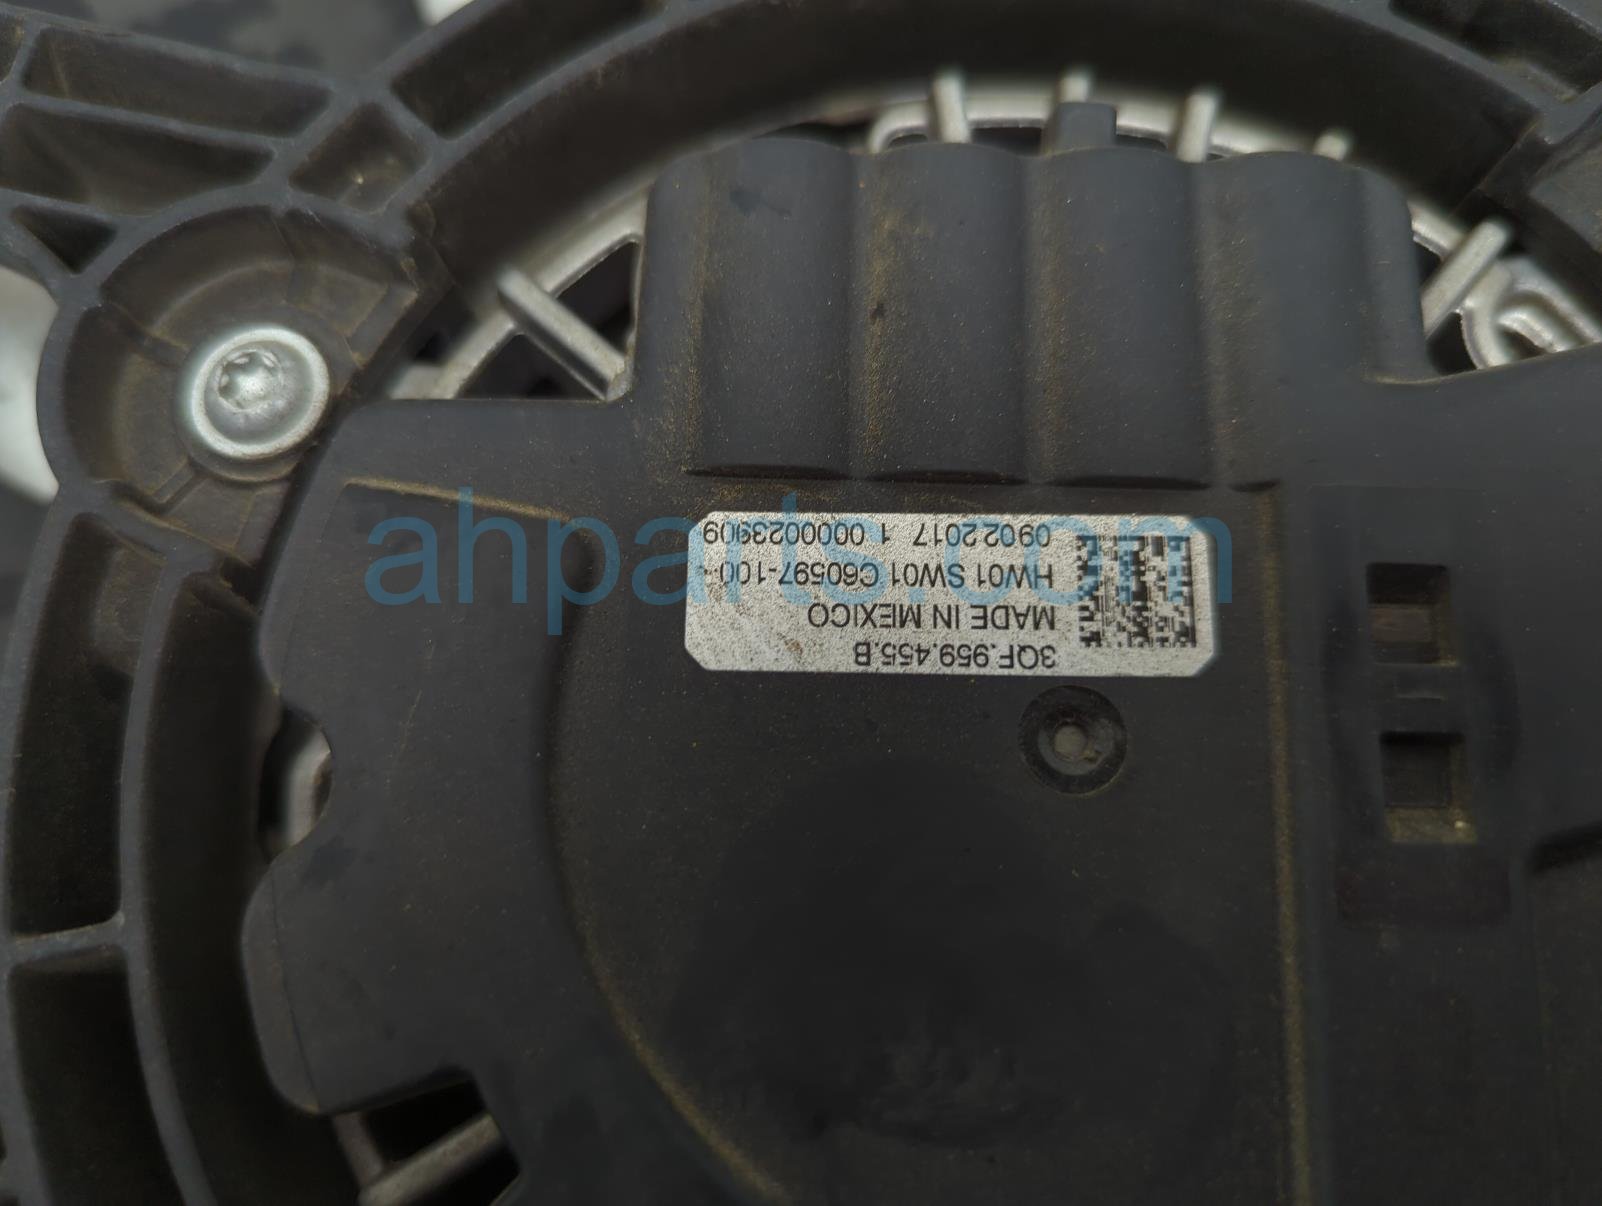 3QF.959.455.B
MADE IN MEXICO
HW01 SW01 C60597-100-
09022017 1 0000023909
ahparts.com